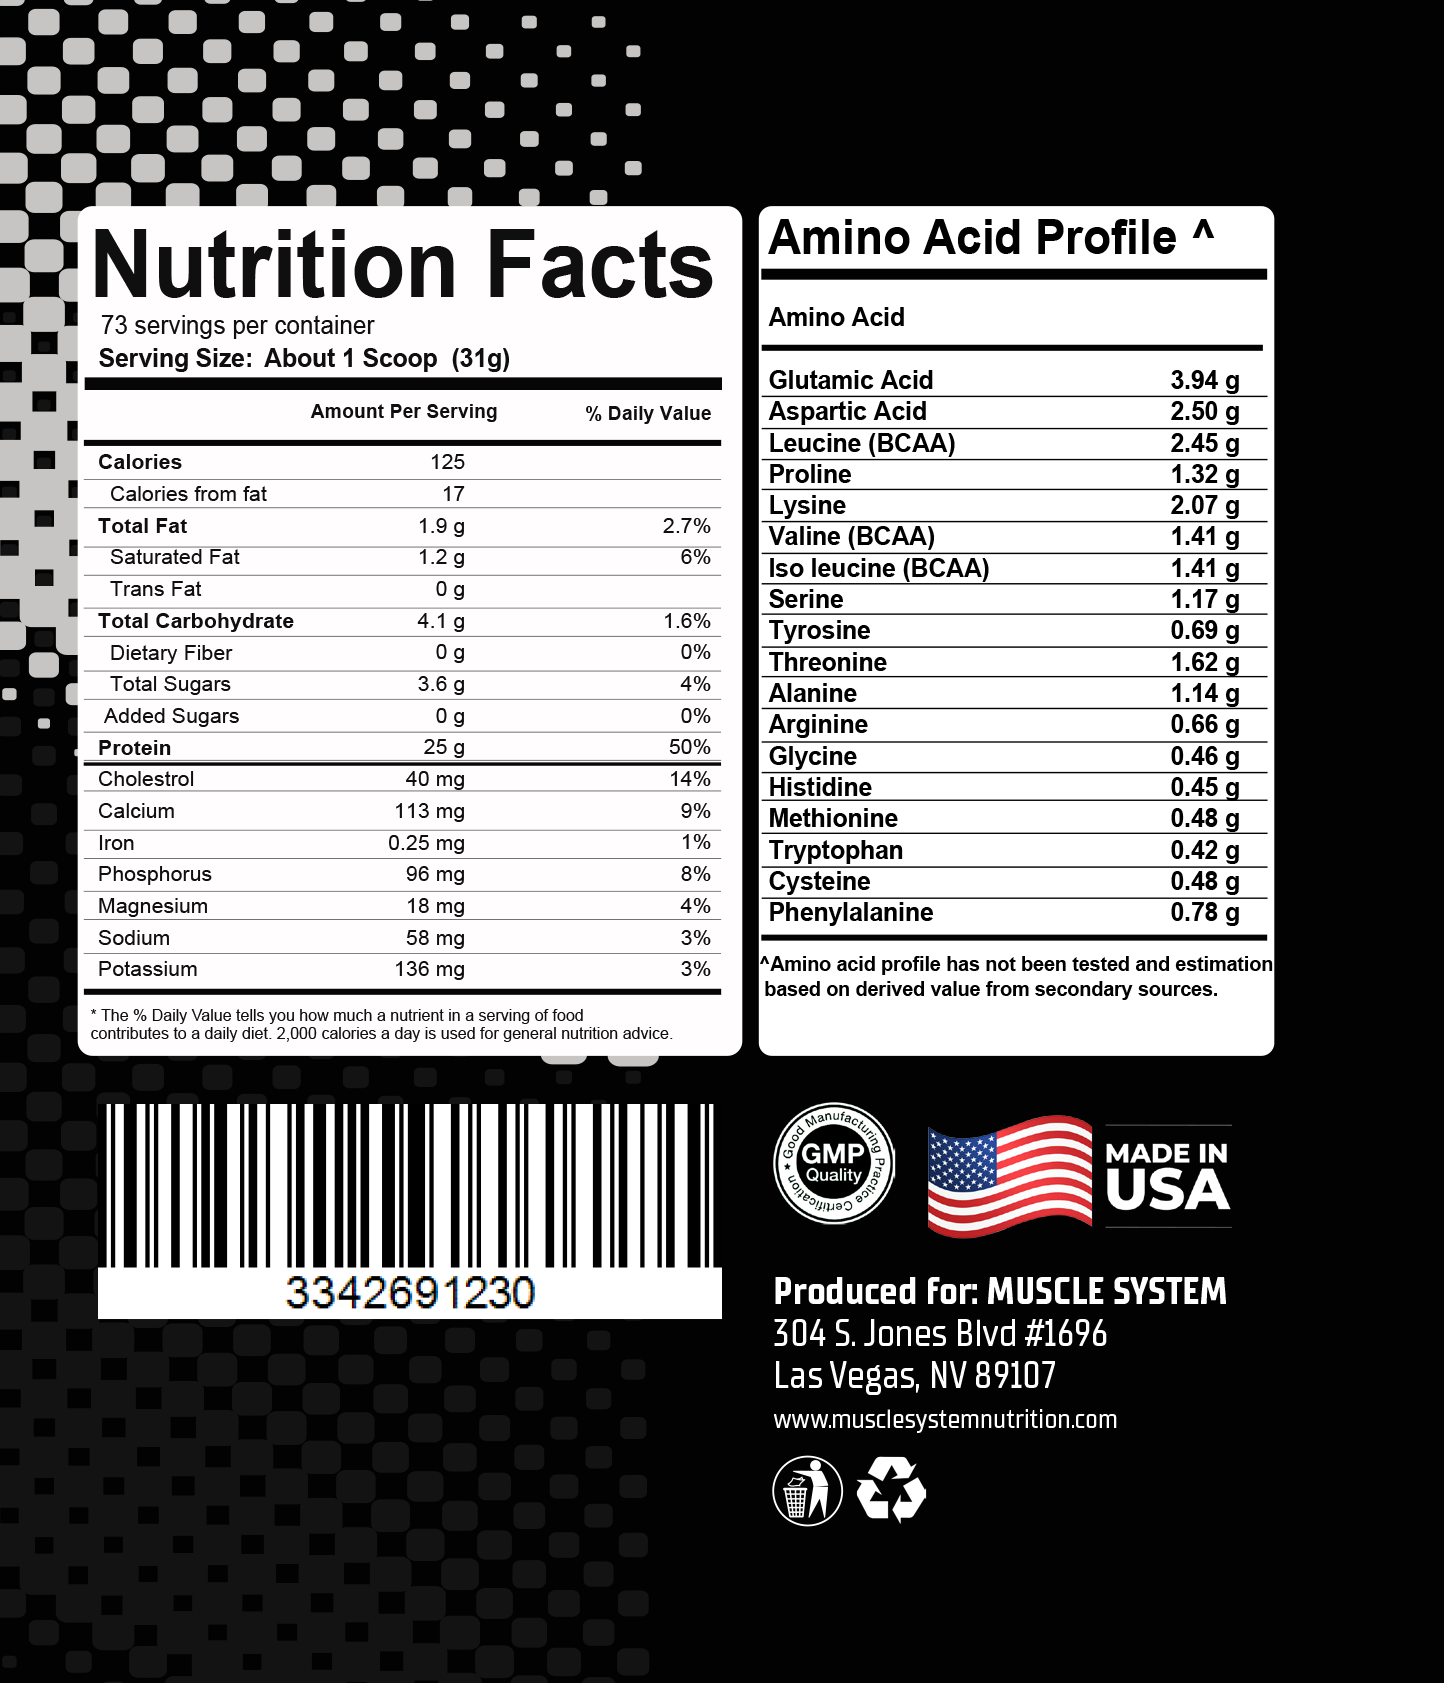 Nutrition Facts
73 servings per container
Serving Size: About 1 Scoop (31g)
Amount Per Serving % Daily Value
Calories 125
Calories from fat 17
Total Fat 1.9 g 2.7%
Saturated Fat 1.2 g 6%
Trans Fat 0 g
Total Carbohydrate 4.1 g 1.6%
Dietary Fiber 0 g 0%
Total Sugars 3.6 g 4%
Added Sugars 0 g 0%
Protein 25 g 50%
Cholestrol 40 mg 14%
Calcium 113 mg 9%
Iron 0.25 mg 1%
Phosphorus 96 mg 8%
Magnesium 18 mg 4%
Sodium 58 mg 3%
Potassium 136 mg 3%
* The % Daily Value tells you how much a nutrient in a serving of food
contributes to a daily diet. 2,000 calories a day is used for general nutrition advice.
Amino Acid Profile ^
Amino Acid
Glutamic Acid 3.94 g
Aspartic Acid 2.50 g
Leucine (BCAA) 2.45 g
Proline 1.32 g
Lysine 2.07 g
Valine (BCAA) 1.41 g
Iso leucine (BCAA) 1.41 g
Serine 1.17 g
Tyrosine 0.69 g
Threonine 1.62 g
Alanine 1.14 g
Arginine 0.66 g
Glycine 0.46 g
Histidine 0.45 g
Methionine 0.48 g
Tryptophan 0.42 g
Cysteine 0.48 g
Phenylalanine 0.78 g
^Amino acid profile has not been tested and estimation
based on derived value from secondary sources.
3342691230
Good Manufacturing Practice Certification
GMP
Quality
MADE IN
USA
Produced for: MUSCLE SYSTEM
304 S. Jones Blvd #1696
Las Vegas, NV 89107
www.musclesystemnutrition.com